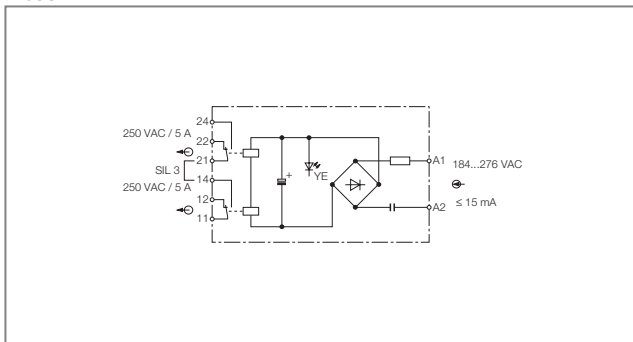 24
250 VAC / 5 A
22
21
SIL 3
14
250 VAC / 5 A
12
11
+
YE
A1
184...276 VAC
A2
≤ 15 mA